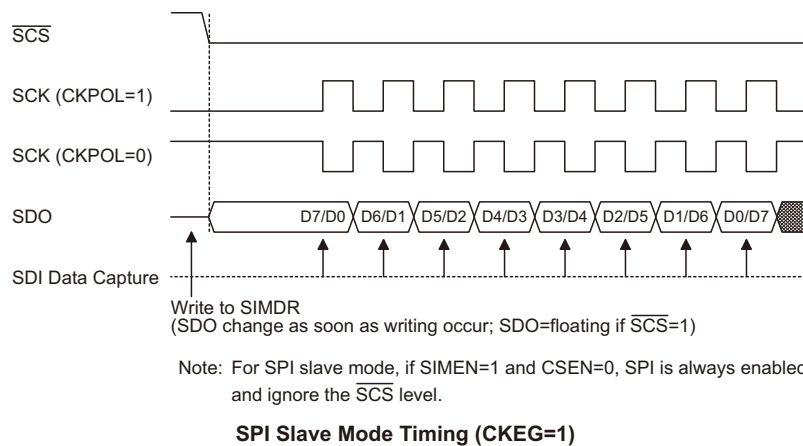 SCS
SCK (CKPOL=1)
SCK (CKPOL=0)
SDO D7/D0 D6/D1 D5/D2 D4/D3 D3/D4 D2/D5 D1/D6 D0/D7
SDI Data Capture
Write to SIMDR
(SDO change as soon as writing occur; SDO=floating if SCS=1)
Note: For SPI slave mode, if SIMEN=1 and CSEN=0, SPI is always enabled
and ignore the SCS level.
SPI Slave Mode Timing (CKEG=1)